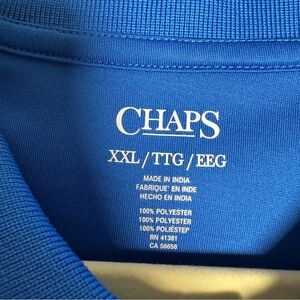 CHAPS
XXL/TTG/EEG
MADE IN INDIA
FABRIQUE' EN INDE
HECHO EN INDIA
100% POLYESTER
100% POLYESTER
100% POLIÉSTER
RN 41381
CA 56658